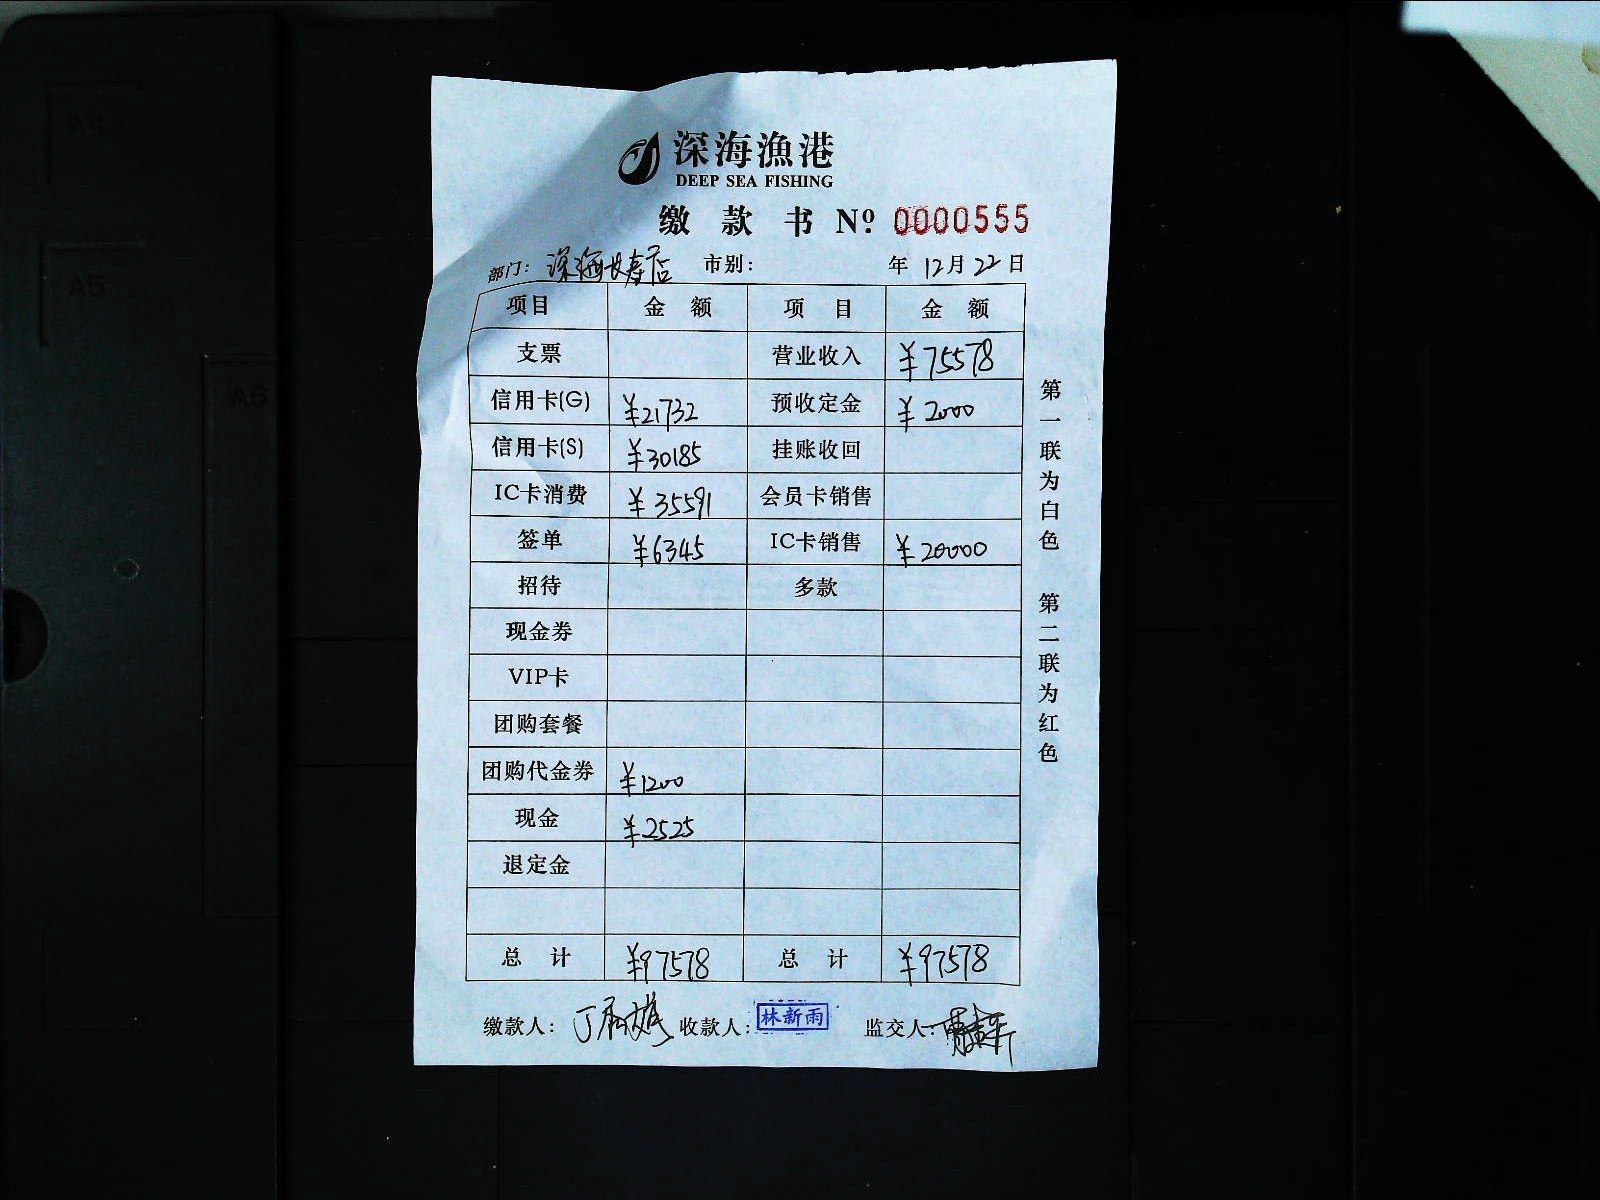 深海渔港
DEEP SEA FISHING
缴款书 Nº 0000555
部门: 深海长寿店 市别: 年 12月 22日
项目 金额 项目 金额
支票 营业收入 ¥75578
信用卡(G) ¥21732 预收定金 ¥2000
信用卡(S) ¥30185 挂账收回
IC卡消费 ¥35591 会员卡销售
签单 ¥6345 IC卡销售 ¥20000
招待 多款
现金券
VIP卡
团购套餐
团购代金券 ¥1200
现金 ¥2525
退定金
总计 ¥97578 总计 ¥97578
缴款人: 收款人: 林新雨 监交人:
第一联为白色 第二联为红色
A4
A5
A6